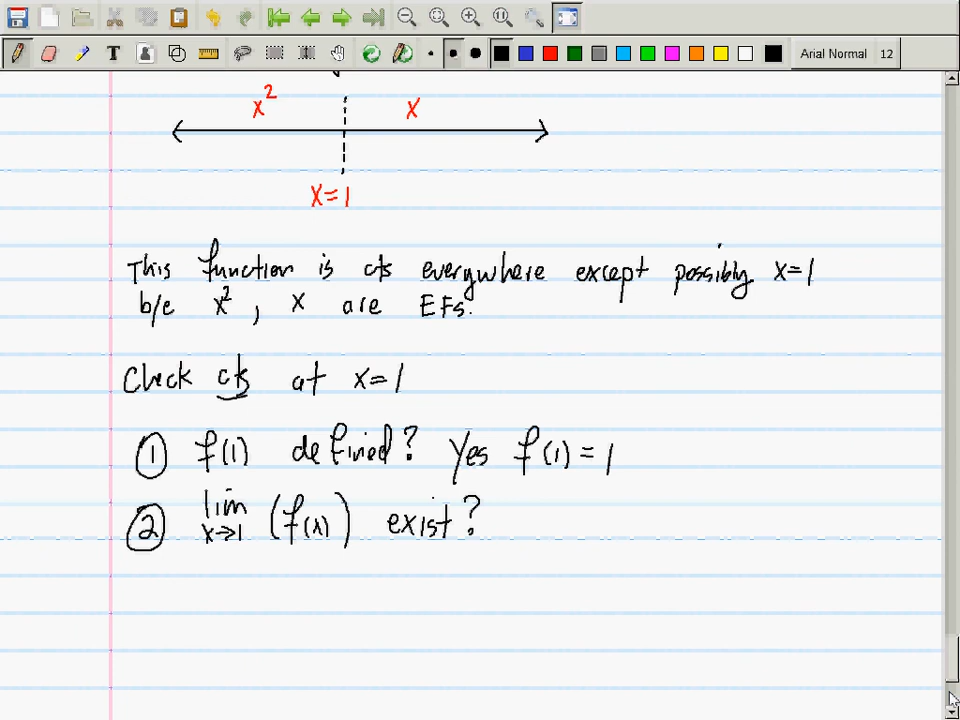 Arial Normal 12
x² x
x=1
This function is cts everywhere except possibly x=1
b/c x², x are EFs.
Check cts at x=1
① f(1) defined? Yes f(1) = 1
② lim x→1 (f(x)) exist?